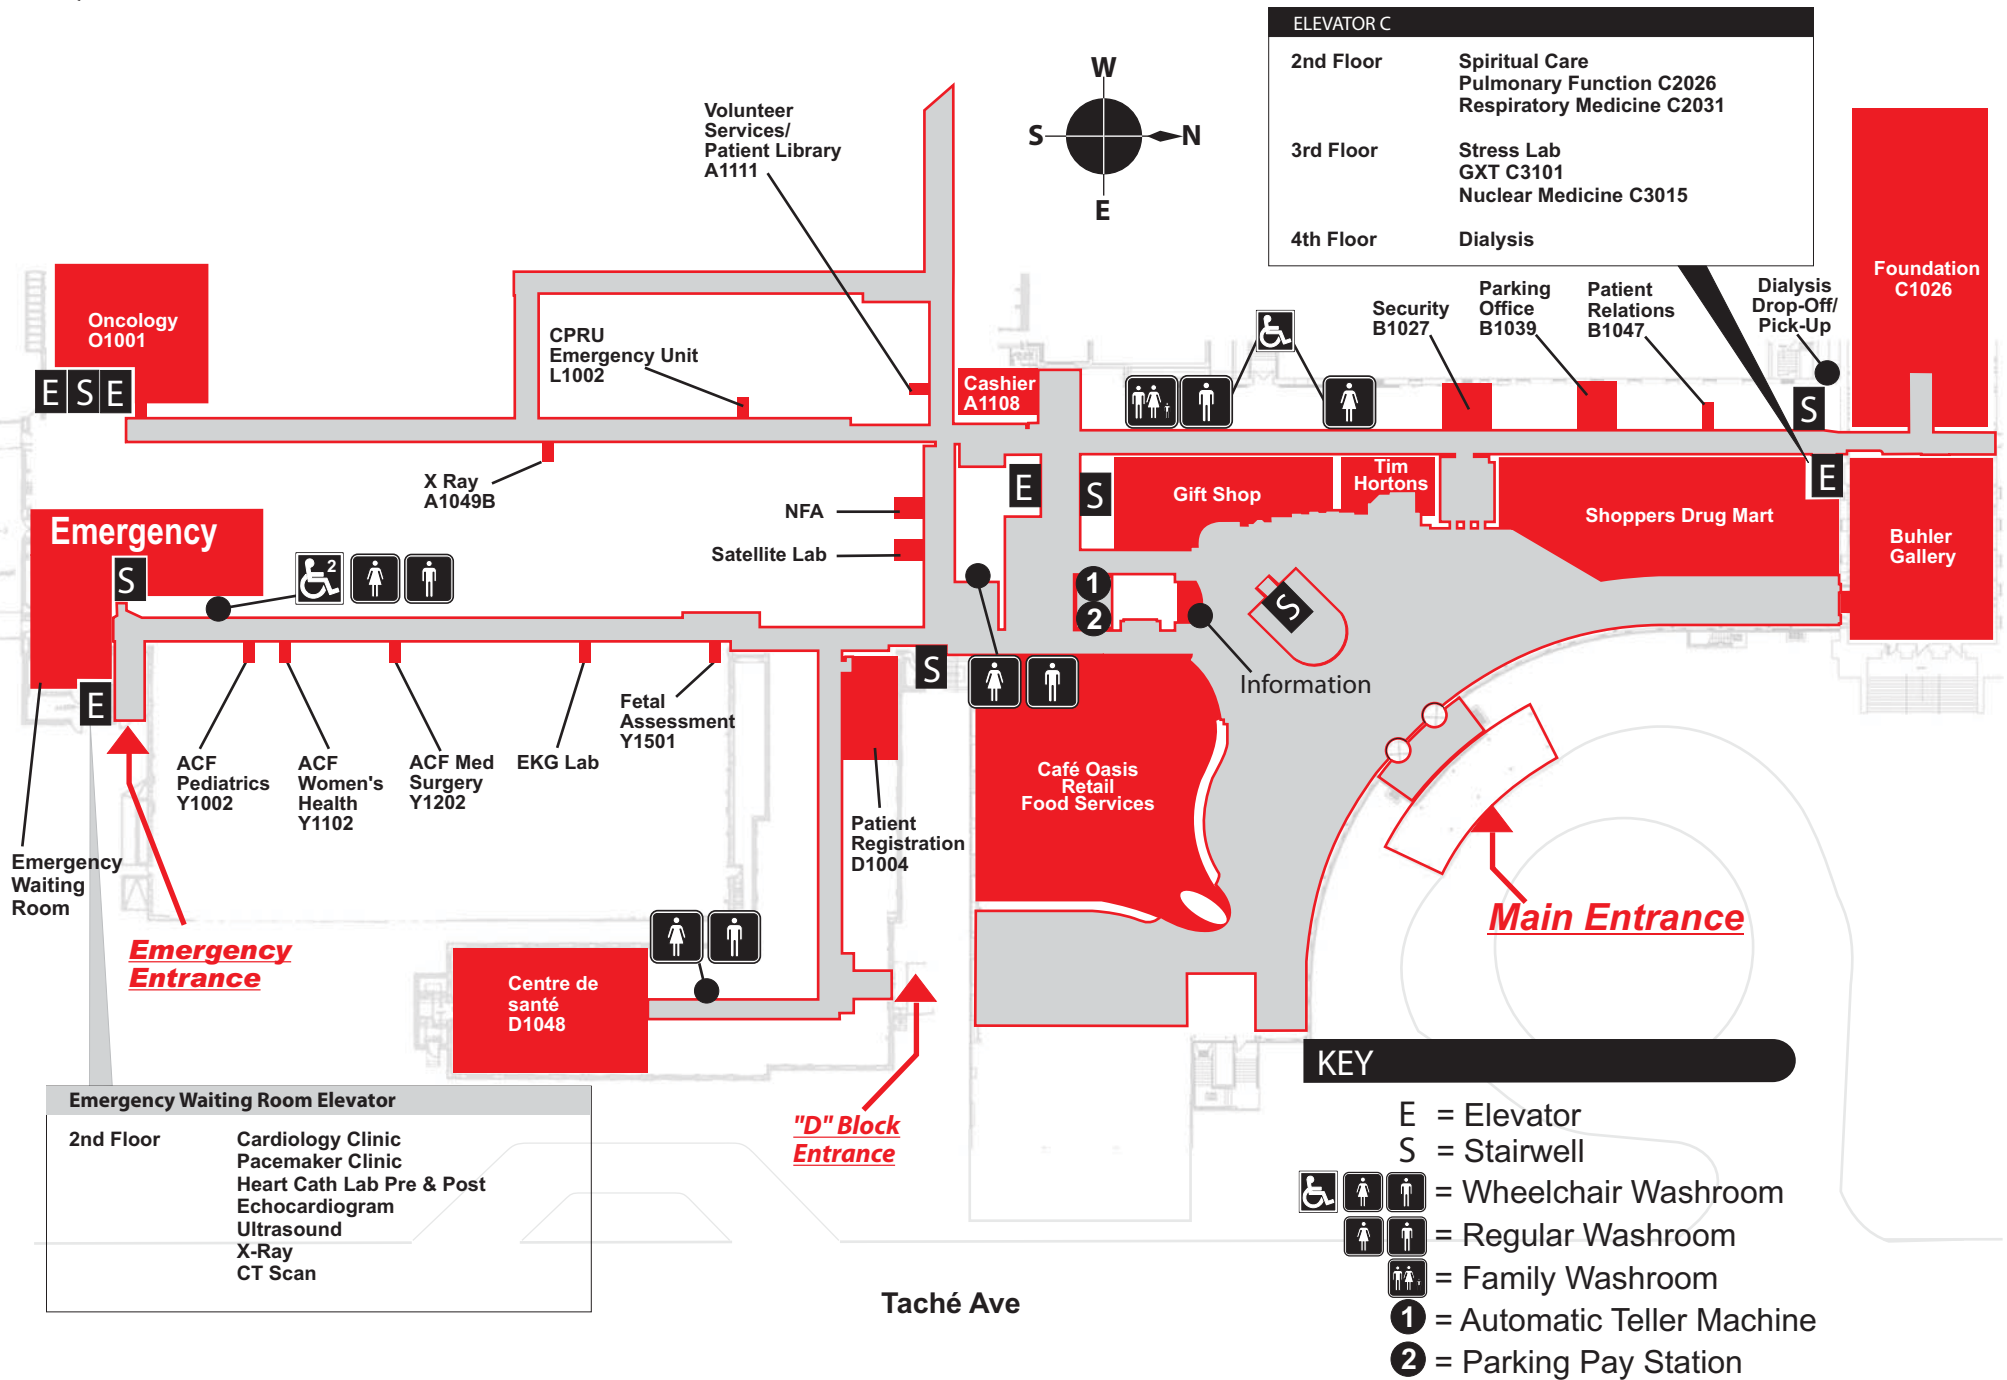 ELEVATOR C
2nd Floor
Spiritual Care
Pulmonary Function C2026
Respiratory Medicine C2031
3rd Floor
Stress Lab
GXT C3101
Nuclear Medicine C3015
4th Floor
Dialysis
W
S
N
E
Volunteer
Services/
Patient Library
A1111
Oncology
O1001
CPRU
Emergency Unit
L1002
Cashier
A1108
Security
B1027
Parking
Office
B1039
Patient
Relations
B1047
Dialysis
Drop-Off/
Pick-Up
Foundation
C1026
E S E
S
X Ray
A1049B
NFA
Satellite Lab
E
S
Gift Shop
Tim
Hortons
Shoppers Drug Mart
E
Buhler
Gallery
Emergency
S
2
1
2
S
Information
S
E
ACF
Pediatrics
Y1002
ACF
Women's
Health
Y1102
ACF Med
Surgery
Y1202
EKG Lab
Fetal
Assessment
Y1501
Patient
Registration
D1004
Café Oasis
Retail
Food Services
Emergency
Waiting
Room
Emergency
Entrance
Main Entrance
Centre de
santé
D1048
"D" Block
Entrance
Emergency Waiting Room Elevator
2nd Floor
Cardiology Clinic
Pacemaker Clinic
Heart Cath Lab Pre & Post
Echocardiogram
Ultrasound
X-Ray
CT Scan
Taché Ave
KEY
E = Elevator
S = Stairwell
= Wheelchair Washroom
= Regular Washroom
= Family Washroom
1 = Automatic Teller Machine
2 = Parking Pay Station